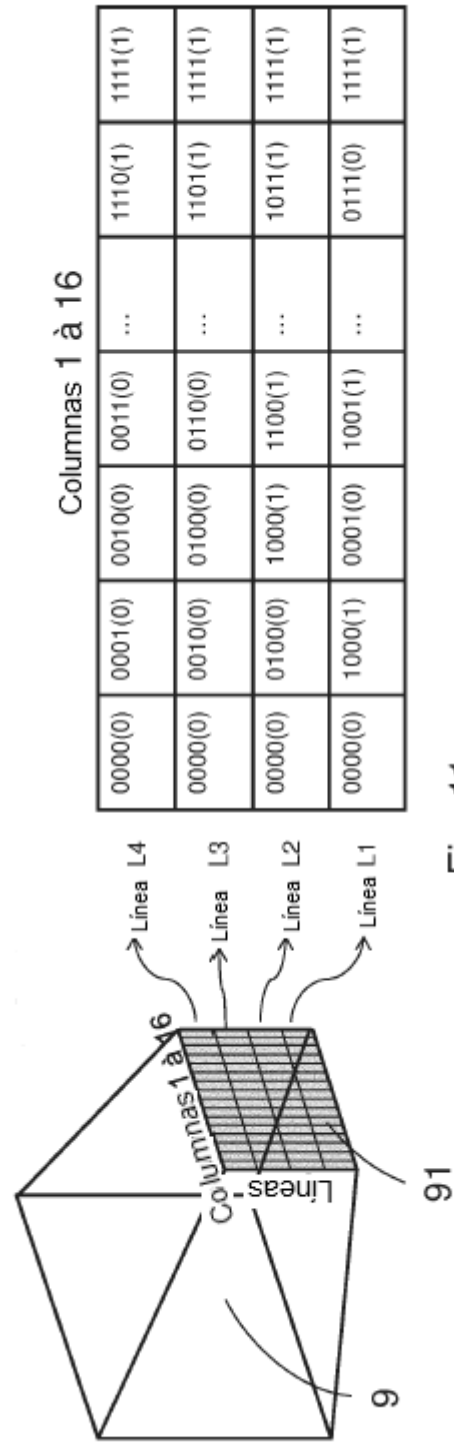 Columnas 1 à 16
0000(0) 0001(0) 0010(0) 0011(0) ... 1110(1) 1111(1)
0000(0) 0010(0) 0100(0) 0110(0) ... 1101(1) 1111(1)
0000(0) 0100(0) 1000(1) 1100(1) ... 1011(1) 1111(1)
0000(0) 1000(1) 0001(0) 1001(1) ... 0111(0) 1111(1)
Línea L4
Línea L3
Línea L2
Línea L1
Columnas 1 à 16
Líneas
9
91